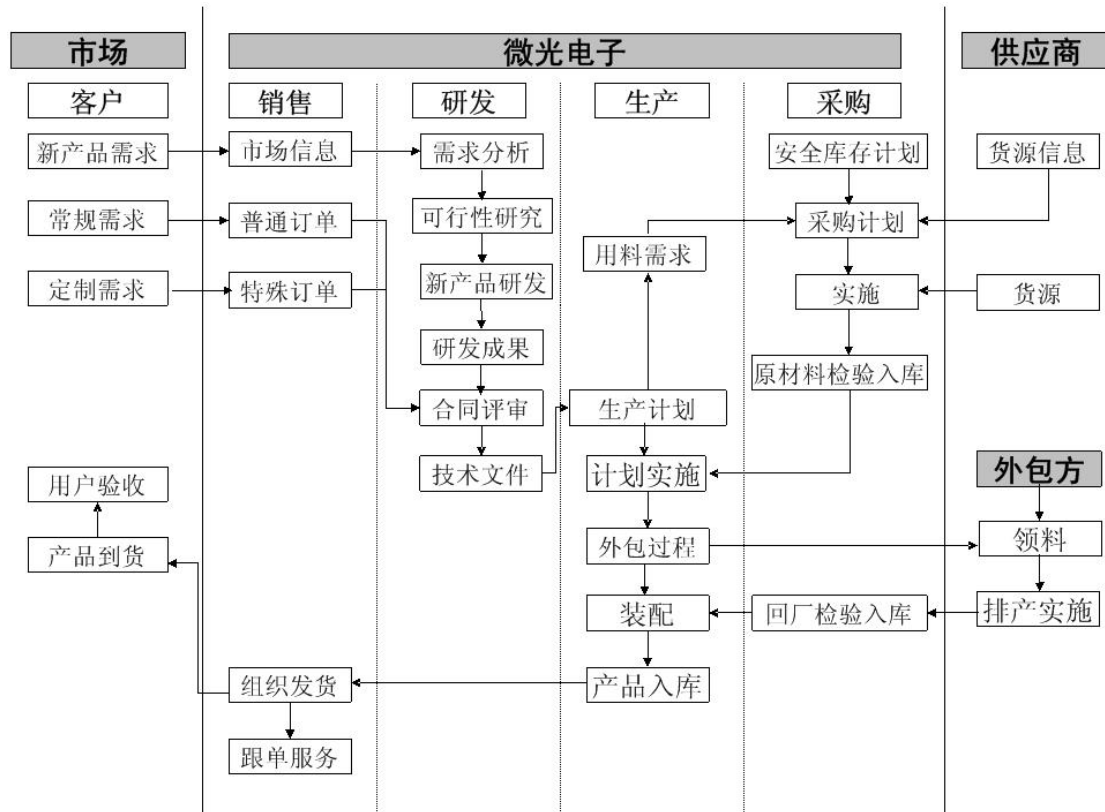 市场
微光电子
供应商
客户
销售
研发
生产
采购
新产品需求
市场信息
需求分析
安全库存计划
货源信息
常规需求
普通订单
可行性研究
用料需求
采购计划
定制需求
特殊订单
新产品研发
实施
货源
研发成果
原材料检验入库
合同评审
生产计划
用户验收
技术文件
计划实施
外包方
产品到货
外包过程
领料
装配
回厂检验入库
排产实施
组织发货
产品入库
跟单服务